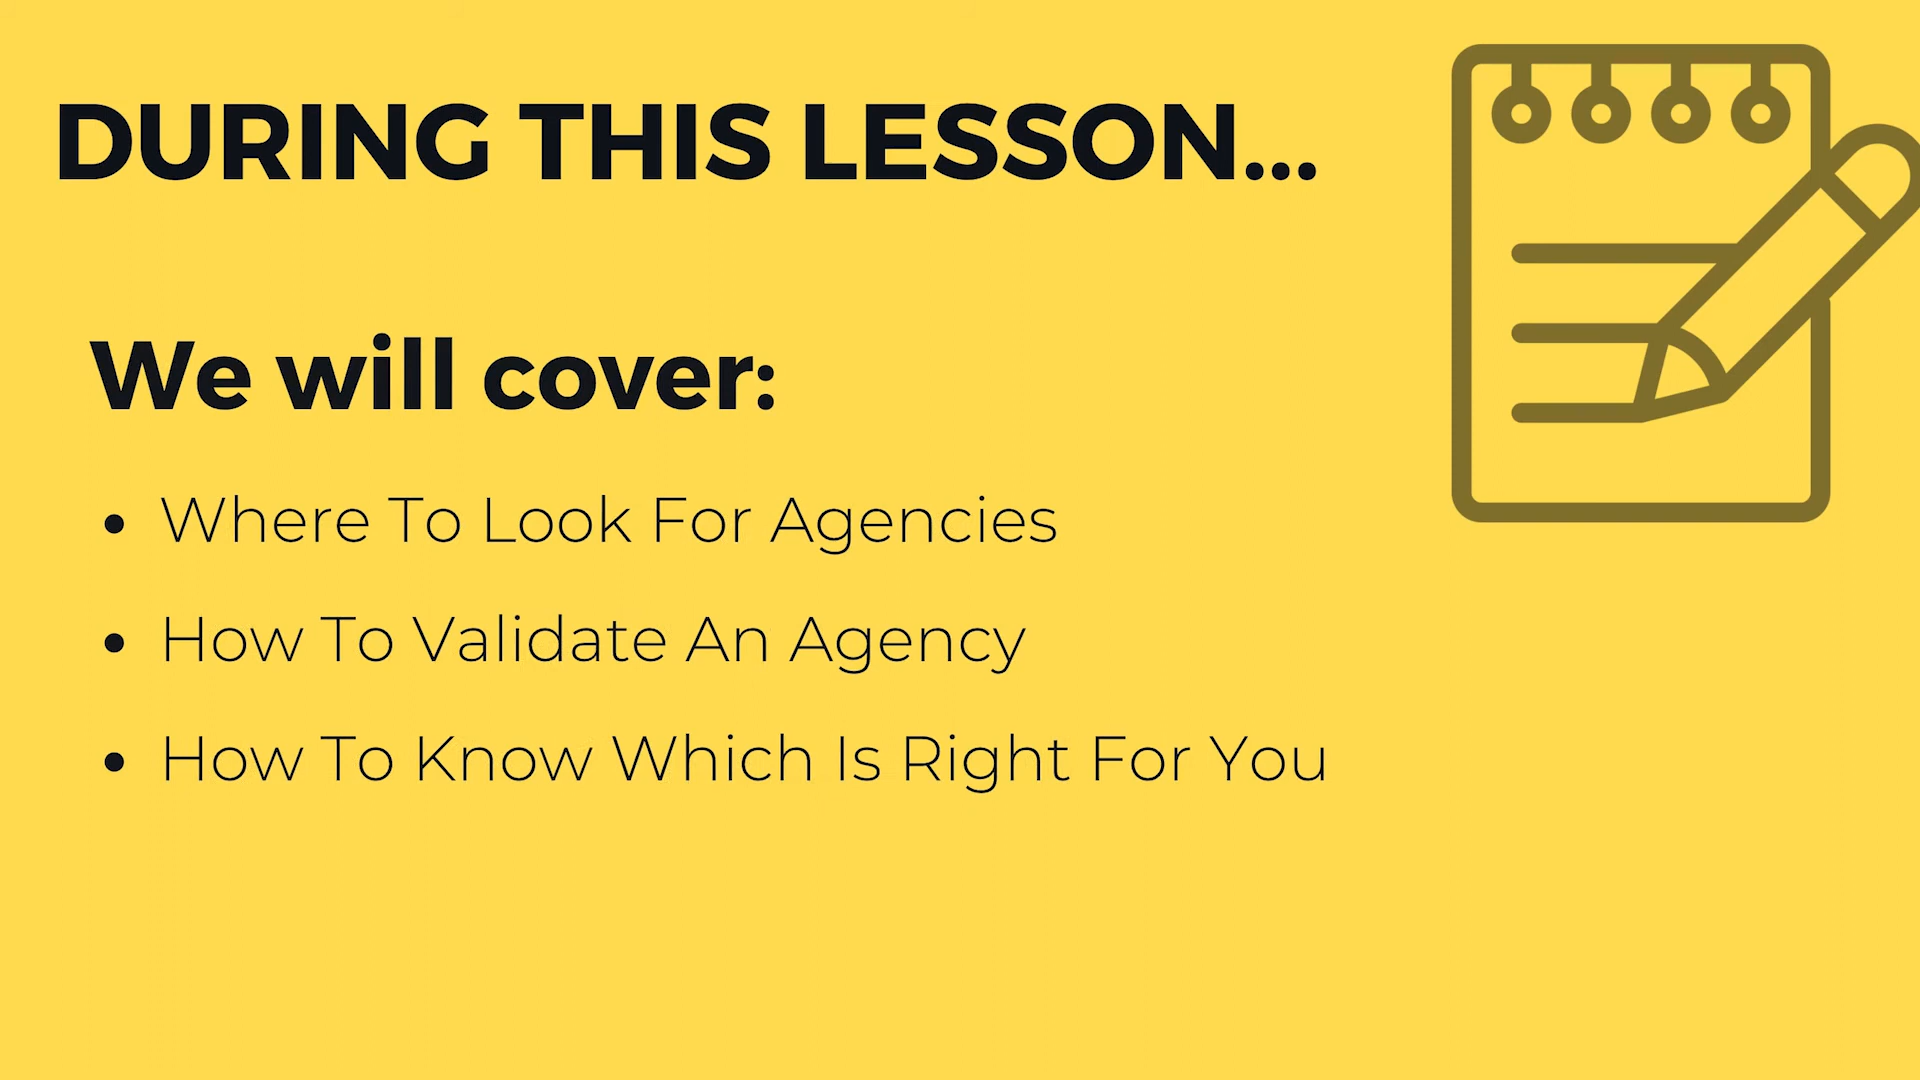 DURING THIS LESSON...
We will cover:
• Where To Look For Agencies
• How To Validate An Agency
• How To Know Which Is Right For You